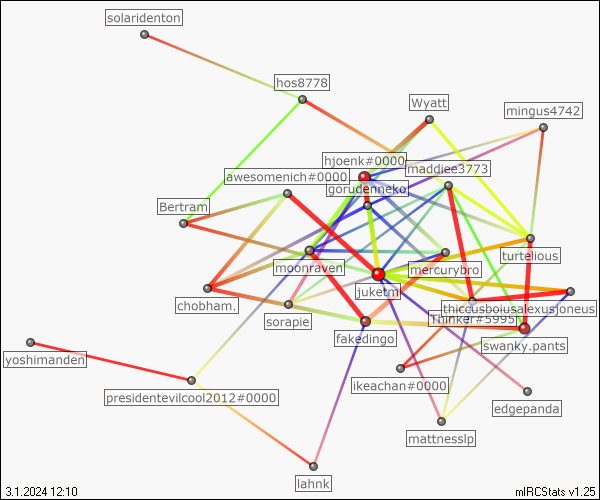 solaridenton
hos8778
Wyatt
mingus4742
hjoenk#0000
maddiee3773
awesomenich#0000
gorudenneko
Bertram
turtelious
moonraven
mercurybro
juketmi
chobham.
thiccusboiusalexusjoneus
sorapie
Thinker#5995
fakedingo
swanky.pants
yoshimanden
ikeachan#0000
presidentevilcool2012#0000
edgepanda
mattnesslp
lahnk
3.1.2024 12:10
mIRCStats v1.25